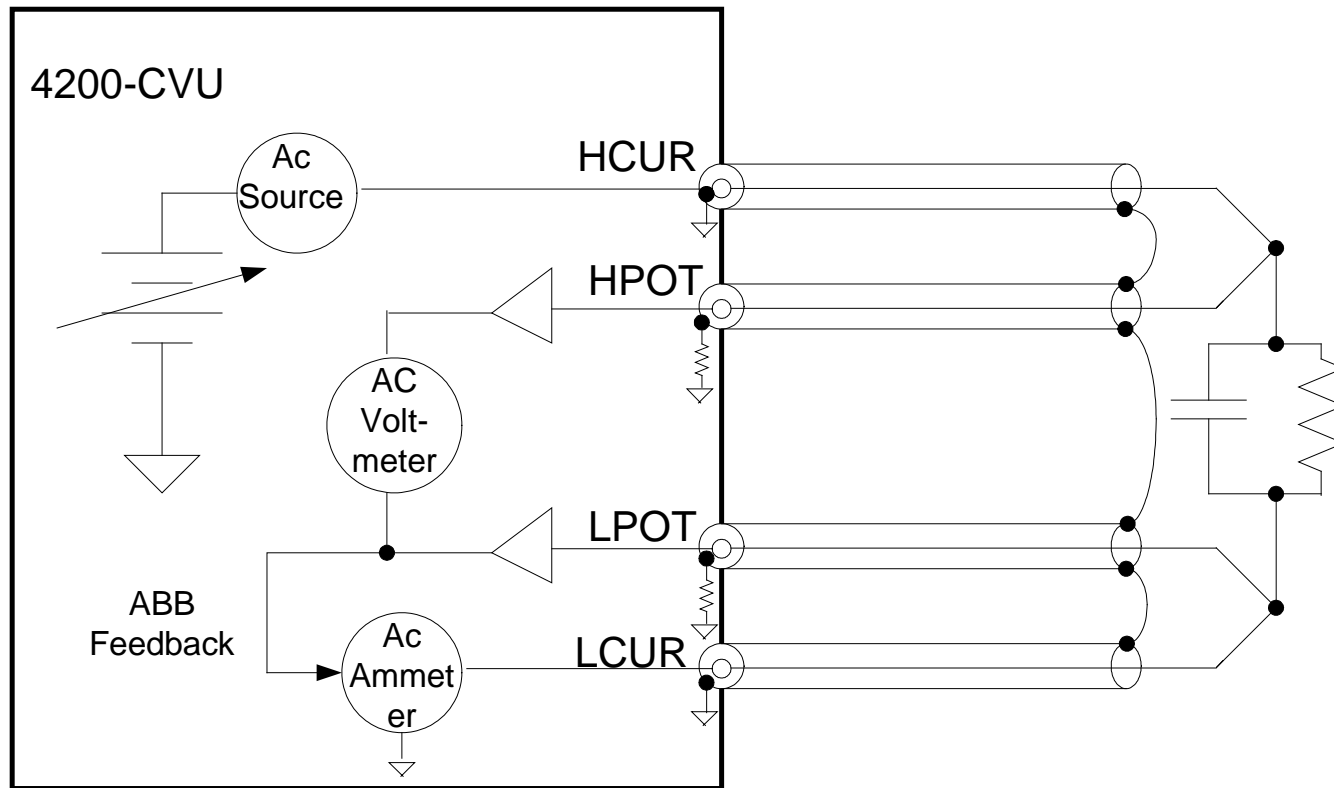 4200-CVU
Ac
Source
HCUR
HPOT
AC
Volt-
meter
LPOT
ABB
Feedback
Ac
Ammet
er
LCUR